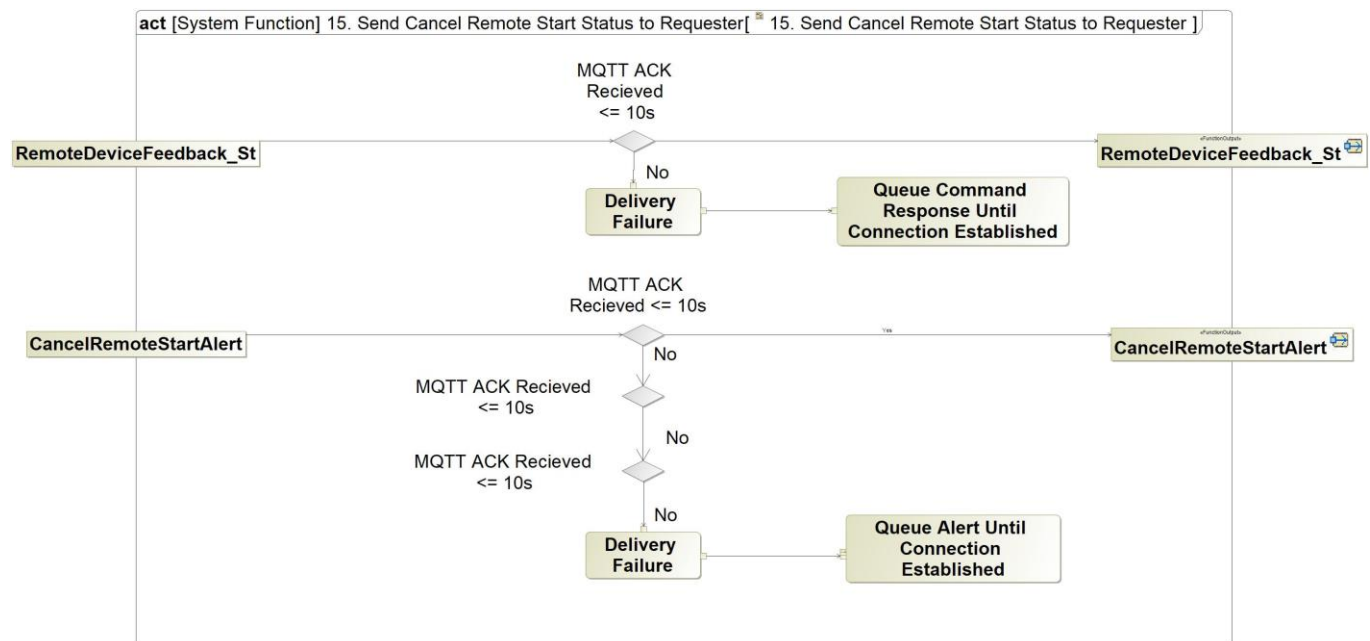 act [System Function] 15. Send Cancel Remote Start Status to Requester[ 15. Send Cancel Remote Start Status to Requester ]
MQTT ACK
Recieved
<= 10s
RemoteDeviceFeedback_St
«FunctionOutput»
RemoteDeviceFeedback_St
No
Delivery
Failure
Queue Command
Response Until
Connection Established
MQTT ACK
Recieved <= 10s
CancelRemoteStartAlert
Yes
«FunctionOutput»
CancelRemoteStartAlert
No
MQTT ACK Recieved
<= 10s
No
MQTT ACK Recieved
<= 10s
No
Delivery
Failure
Queue Alert Until
Connection
Established